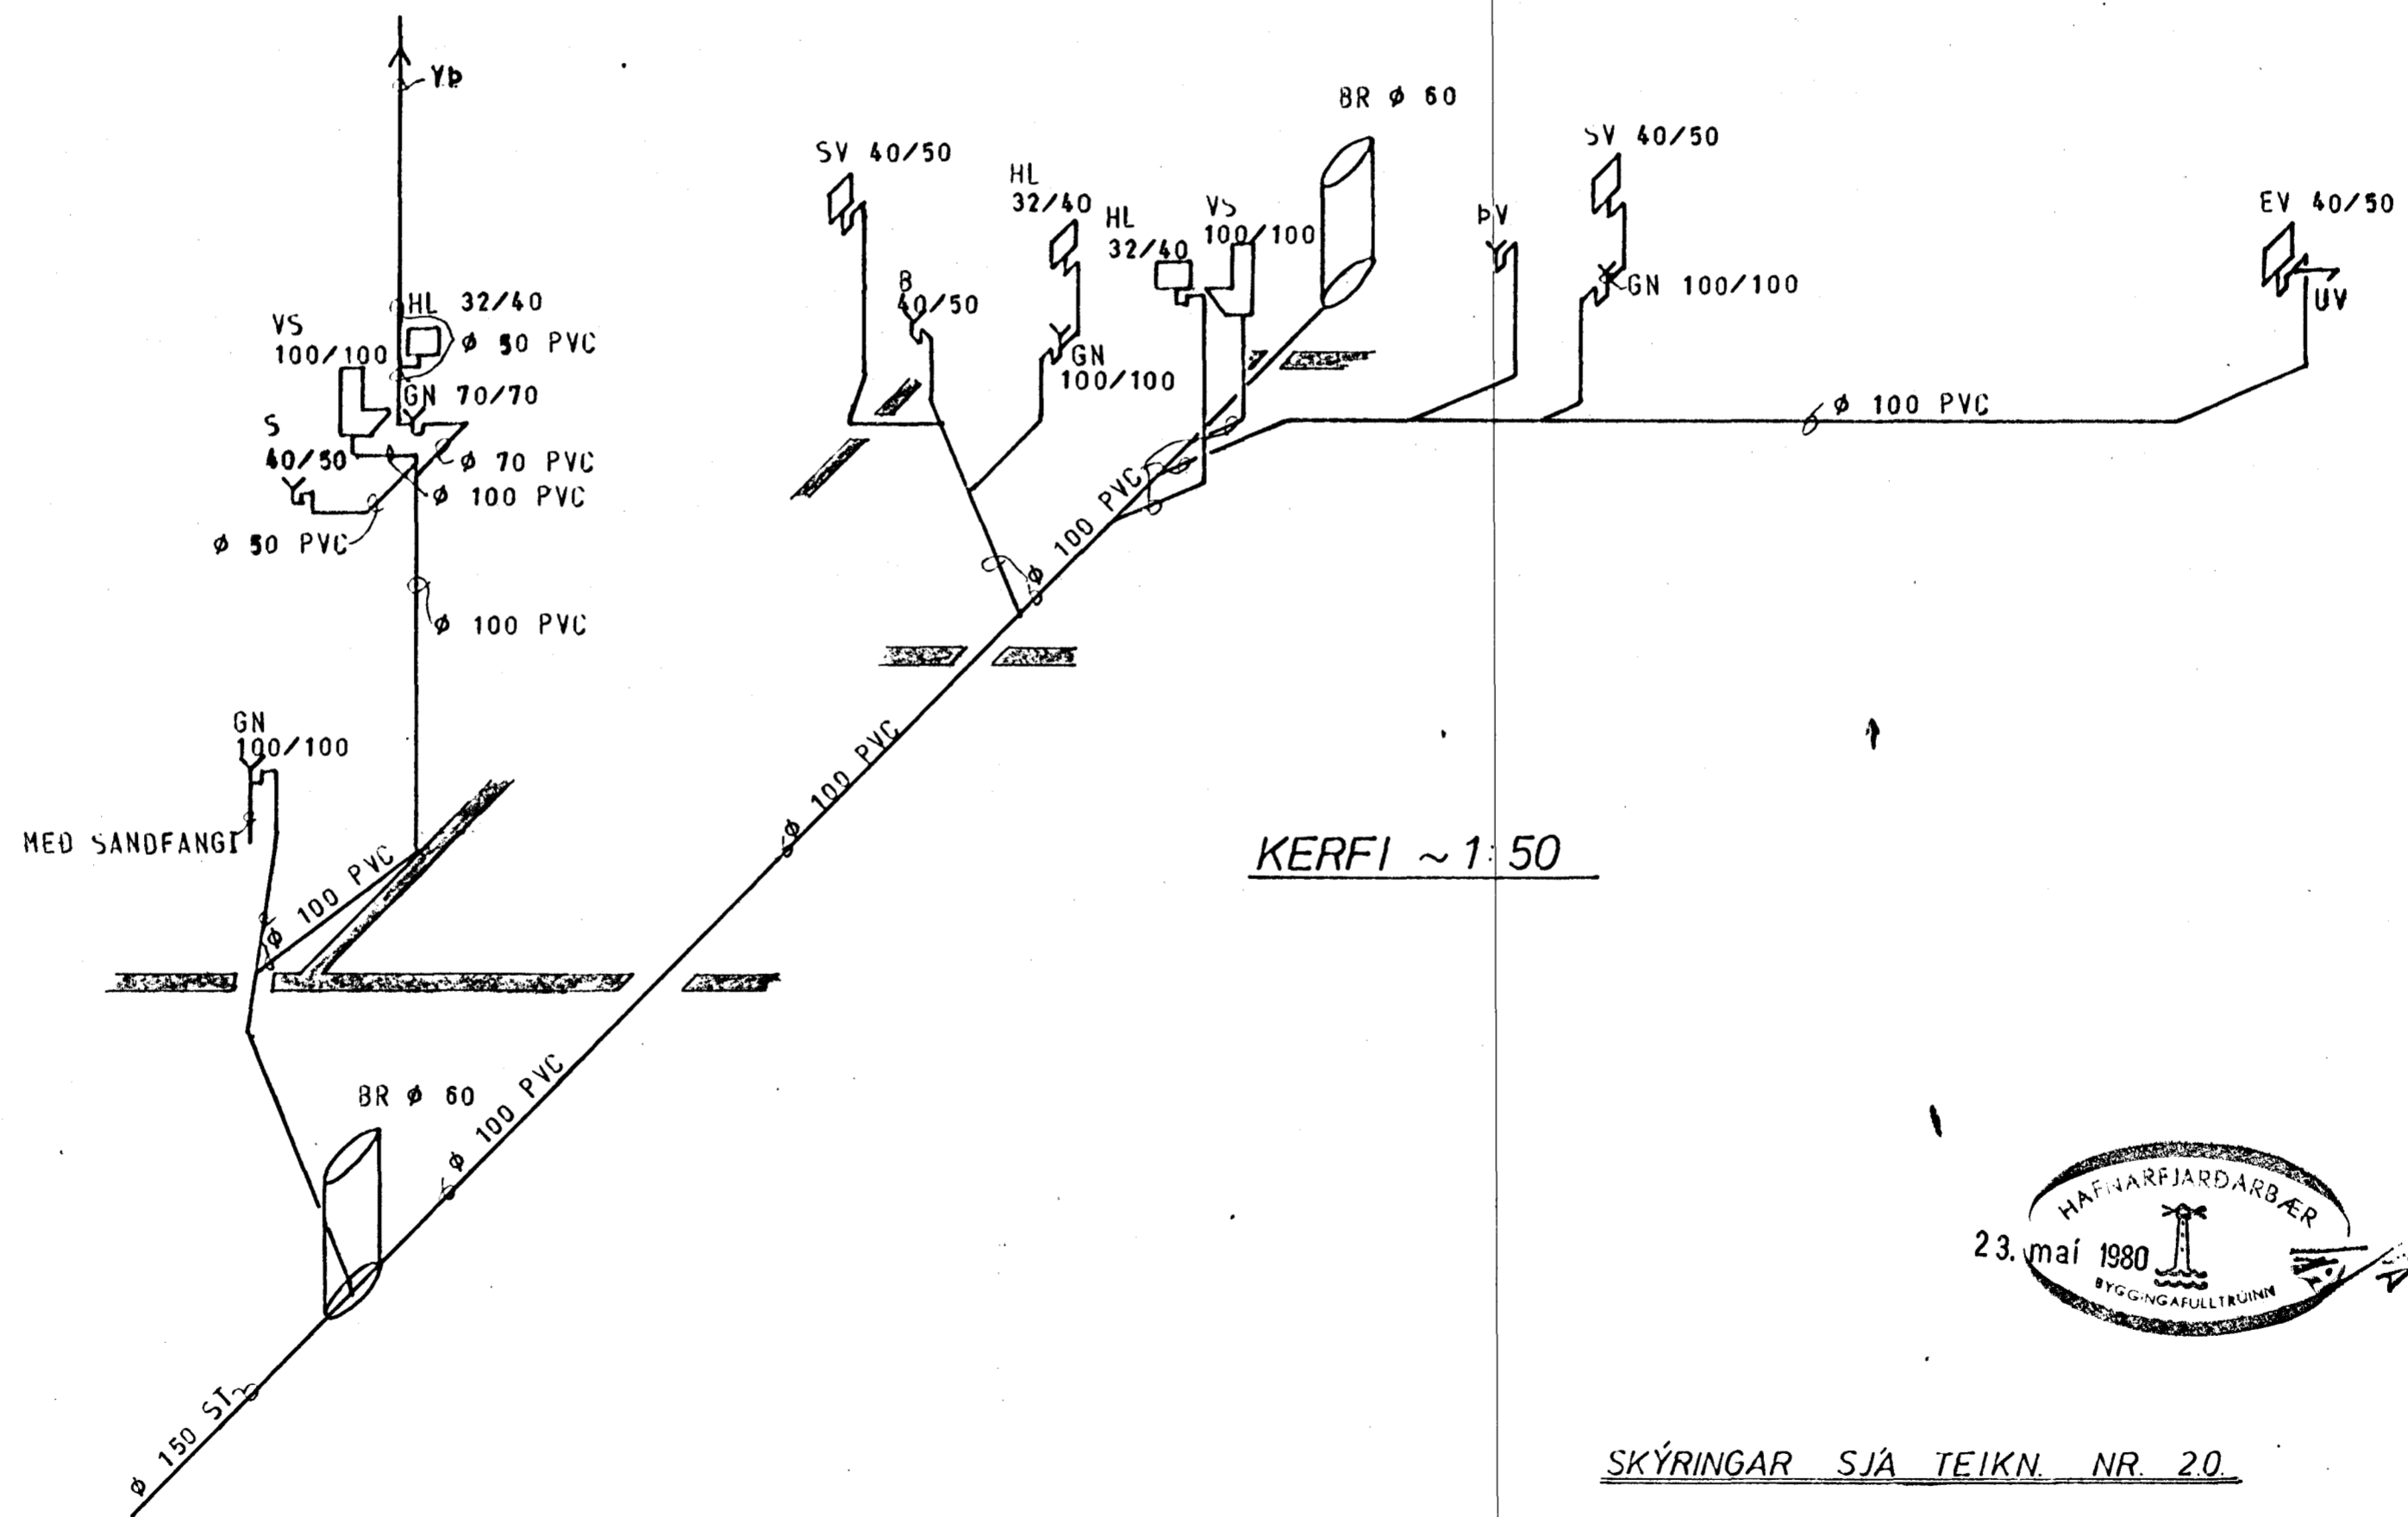 YÞ
BR ø 60
SV 40/50
SV 40/50
HL
32/40
HL
32/40
VS
100/100
ÞV
EV 40/50
UV
B
40/50
GN 100/100
HL 32/40
VS
100/100
ø 50 PVC
GN
100/100
GN 70/70
ø 100 PVC
S
40/50
ø 70 PVC
ø 100 PVC
ø 50 PVC
ø 100 PVC
ø 100 PVC
GN
100/100
ø 100 PVC
MEÐ SANDFANGI
ø 100 PVC
KERFI ~ 1:50
BR ø 60
ø 100 PVC
HAFNARFJARÐARBÆR
23. maí 1980
BYGGINGAFULLTRÚINN
ø 150 ST
SKÝRINGAR SJÁ TEIKN. NR. 2.0.